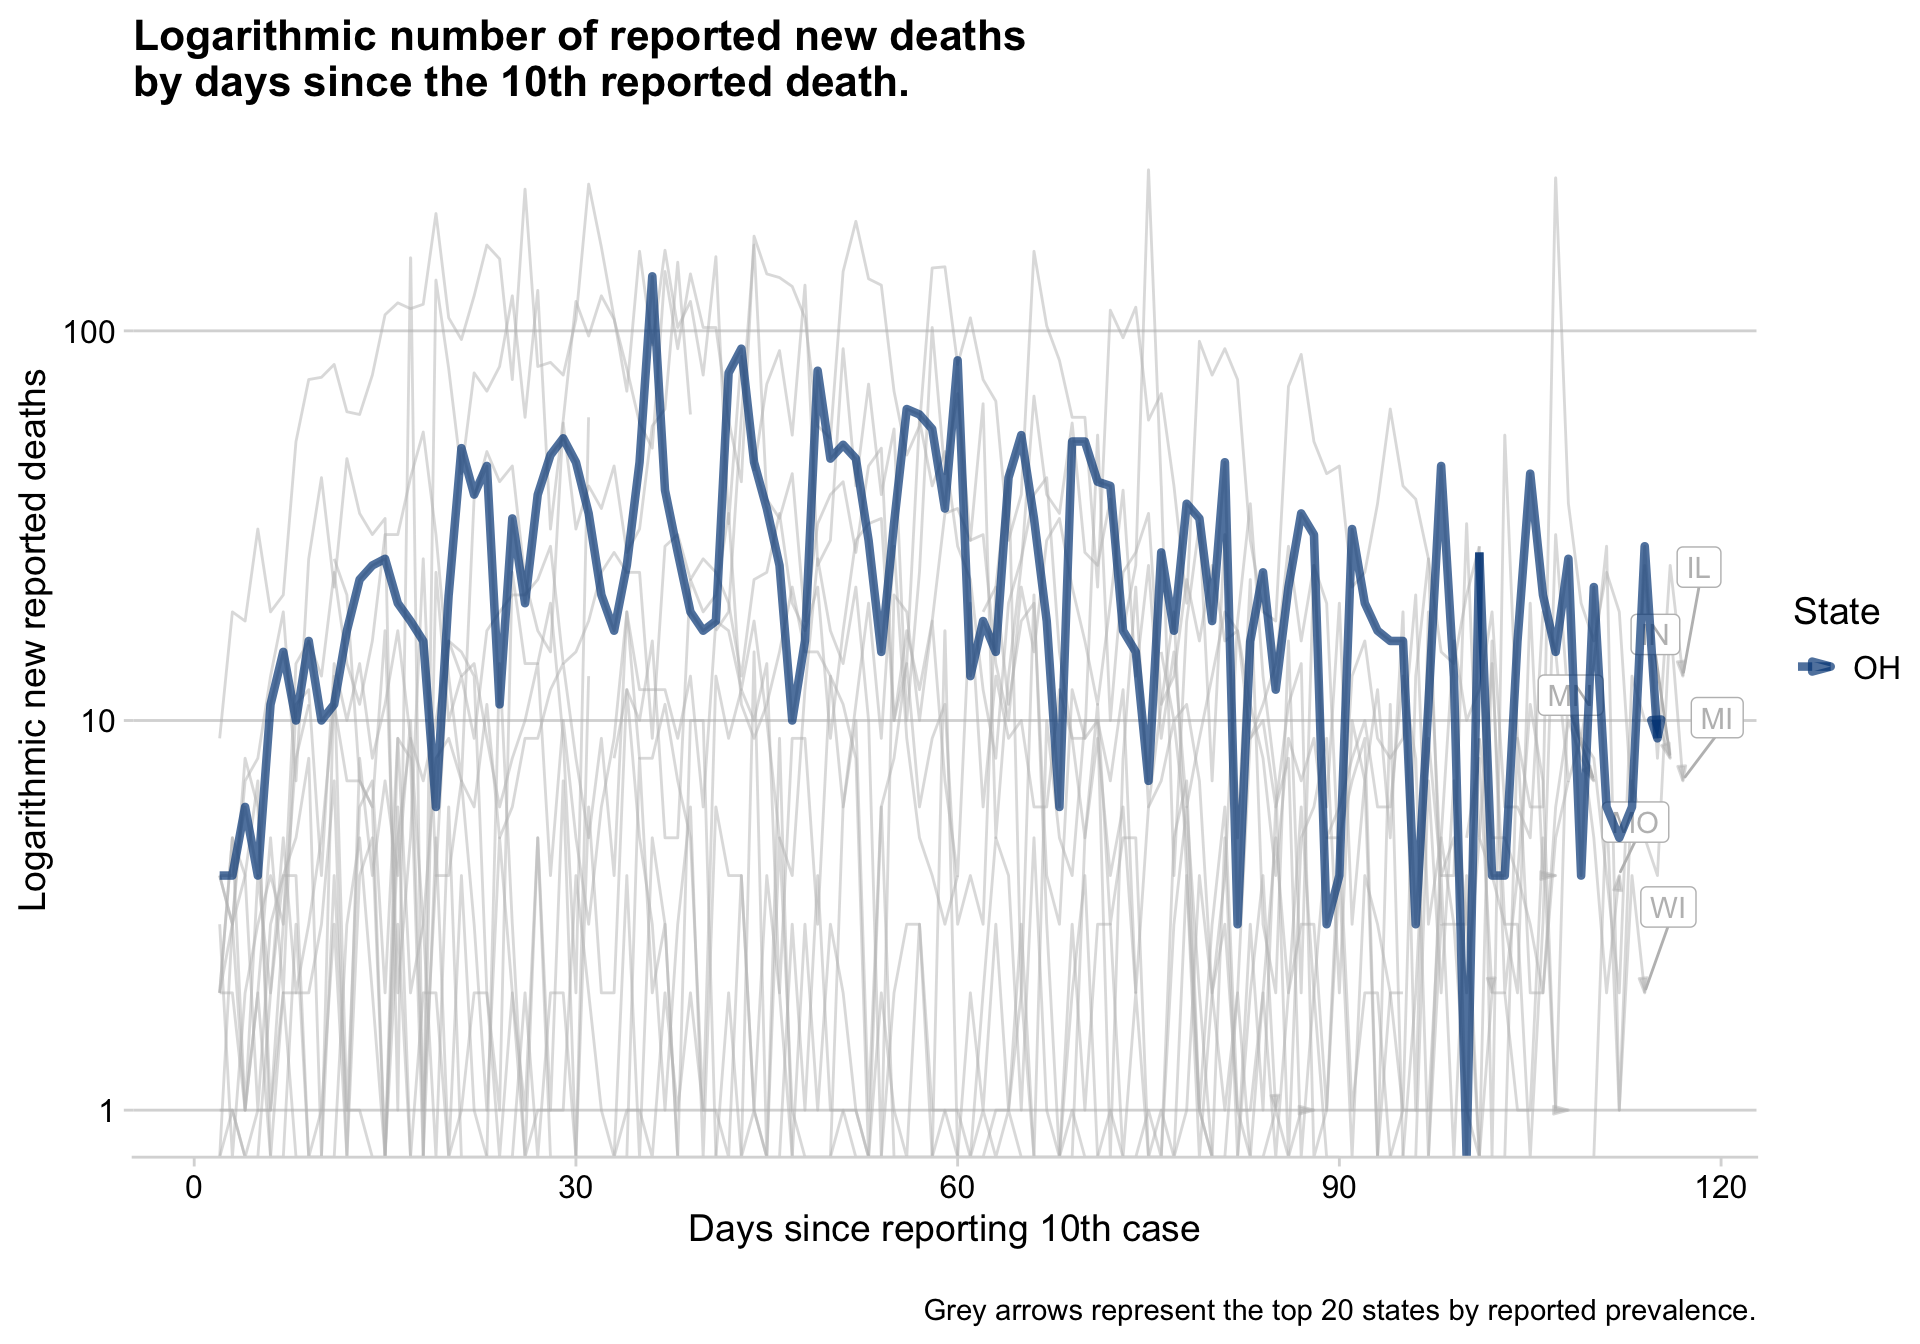 Logarithmic number of reported new deaths
by days since the 10th reported death.
Logarithmic new reported deaths
100
10
1
IL
MN
MI
MO
WI
State
OH
0
30
60
90
120
Days since reporting 10th case
Grey arrows represent the top 20 states by reported prevalence.